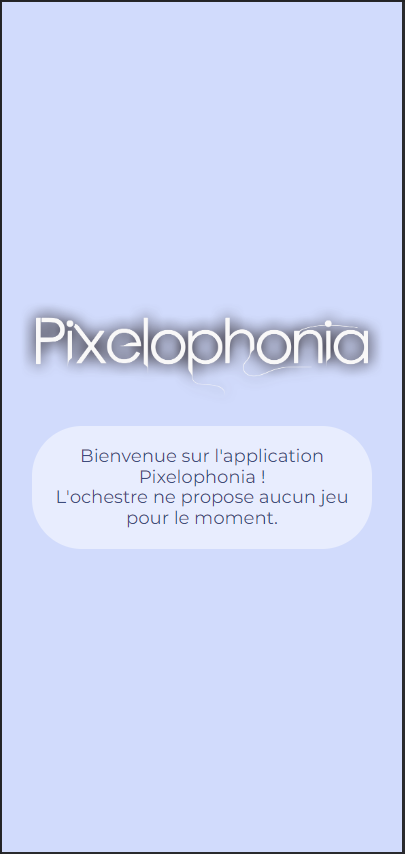 Pixelophonia
Bienvenue sur l'application
Pixelophonia !
L'ochestre ne propose aucun jeu
pour le moment.